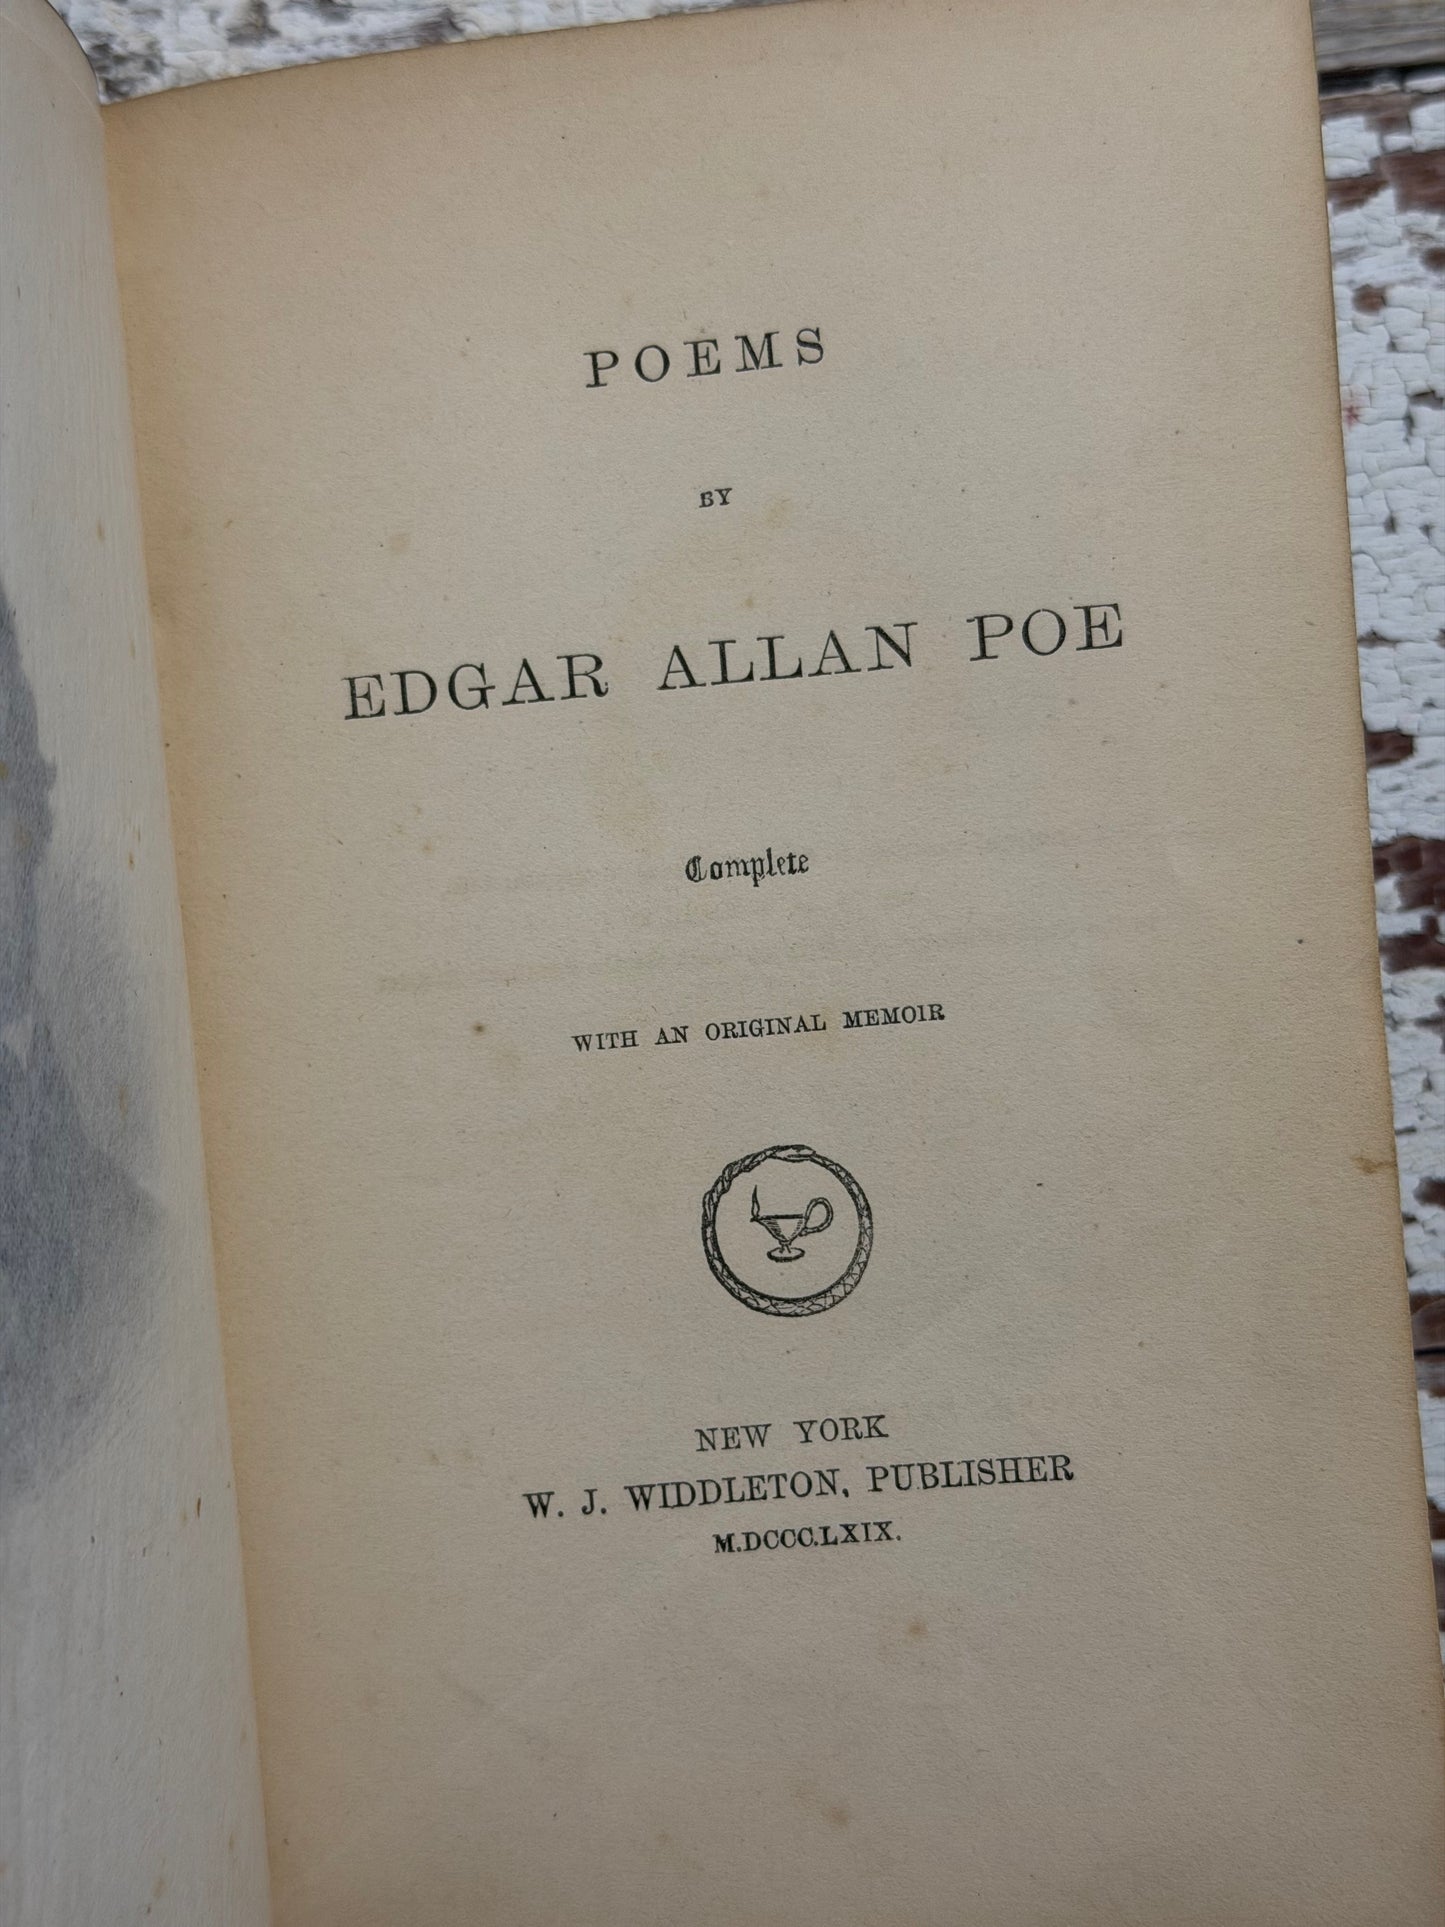 POEMS
BY
EDGAR ALLAN POE
Complete
WITH AN ORIGINAL MEMOIR
NEW YORK
W. J. WIDDLETON, PUBLISHER
M.DCCC.LXIX.